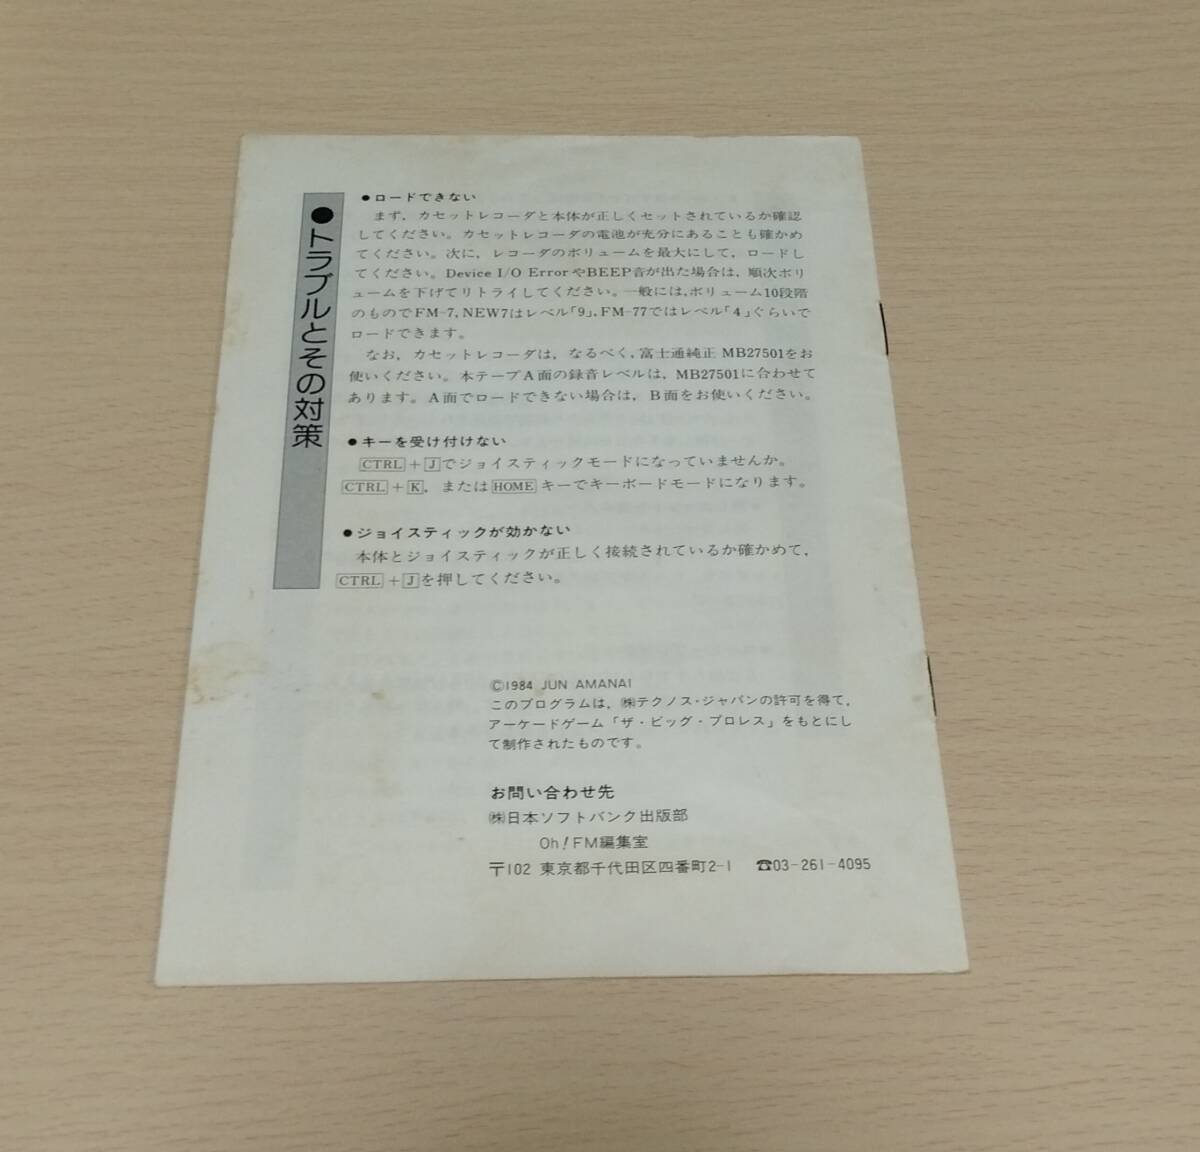 ●トラブルとその対策
●ロードできない
まず，カセットレコーダと本体が正しくセットされているか確認
してください。カセットレコーダの電池が充分にあることも確かめ
てください。次に，レコーダのボリュームを最大にして，ロードし
てください。Device I/O ErrorやBEEP音が出た場合は，順次ボリ
ュームを下げてリトライしてください。一般には，ボリューム10段階
のものでFM-7，NEW7はレベル「9」，FM-77ではレベル「4」ぐらいで
ロードできます。
なお，カセットレコーダは，なるべく，富士通純正 MB27501をお
使いください。本テープA面の録音レベルは，MB27501に合わせて
あります。A面でロードできない場合は，B面をお使いください。
●キーを受け付けない
CTRL＋Jでジョイスティックモードになっていませんか。
CTRL＋K，またはHOMEキーでキーボードモードになります。
●ジョイスティックが効かない
本体とジョイスティックが正しく接続されているか確かめて，
CTRL＋Jを押してください。
©1984 JUN AMANAI
このプログラムは，㈱テクノス・ジャパンの許可を得て，
アーケードゲーム「ザ・ビッグ・プロレス」をもとにし
て制作されたものです。
お問い合わせ先
㈱日本ソフトバンク出版部
Oh！FM編集室
〒102 東京都千代田区四番町2-1 ☎03-261-4095